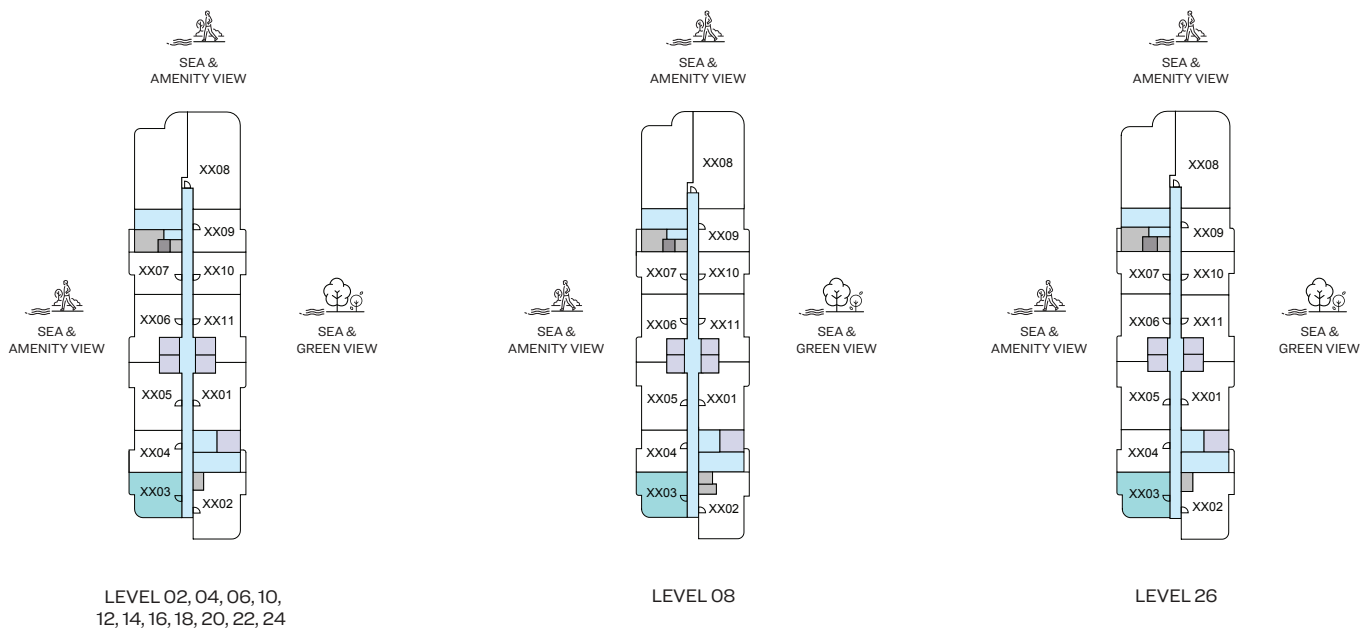 SEA &
AMENITY VIEW
XX08
XX09
XX07 XX10
XX06 XX11
SEA &
AMENITY VIEW
SEA &
GREEN VIEW
XX05 XX01
XX04
XX03
XX02
LEVEL 02, 04, 06, 10,
12, 14, 16, 18, 20, 22, 24
SEA &
AMENITY VIEW
XX08
XX09
XX07 XX10
XX06 XX11
SEA &
AMENITY VIEW
SEA &
GREEN VIEW
XX05 XX01
XX04
XX03
XX02
LEVEL 08
SEA &
AMENITY VIEW
XX08
XX09
XX07 XX10
XX06 XX11
SEA &
AMENITY VIEW
SEA &
GREEN VIEW
XX05 XX01
XX04
XX03
XX02
LEVEL 26